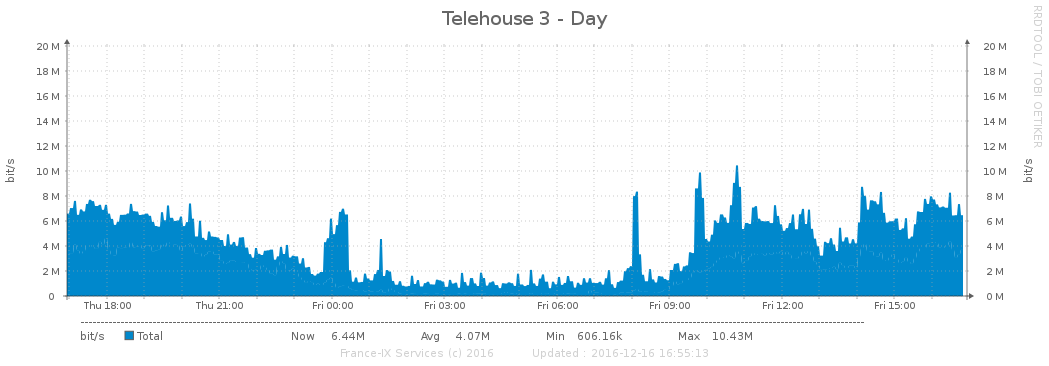 Telehouse 3 - Day
RRDTOOL / TOBI OETIKER
20 M 20 M
18 M 18 M
16 M 16 M
14 M 14 M
12 M 12 M
10 M 10 M
8 M 8 M
6 M 6 M
4 M 4 M
2 M 2 M
0 0 M
bit/s bit/s
Thu 18:00 Thu 21:00 Fri 00:00 Fri 03:00 Fri 06:00 Fri 09:00 Fri 12:00 Fri 15:00
bit/s Total Now 6.44M Avg 4.07M Min 606.16k Max 10.43M
France-IX Services (c) 2016 Updated : 2016-12-16 16:55:13